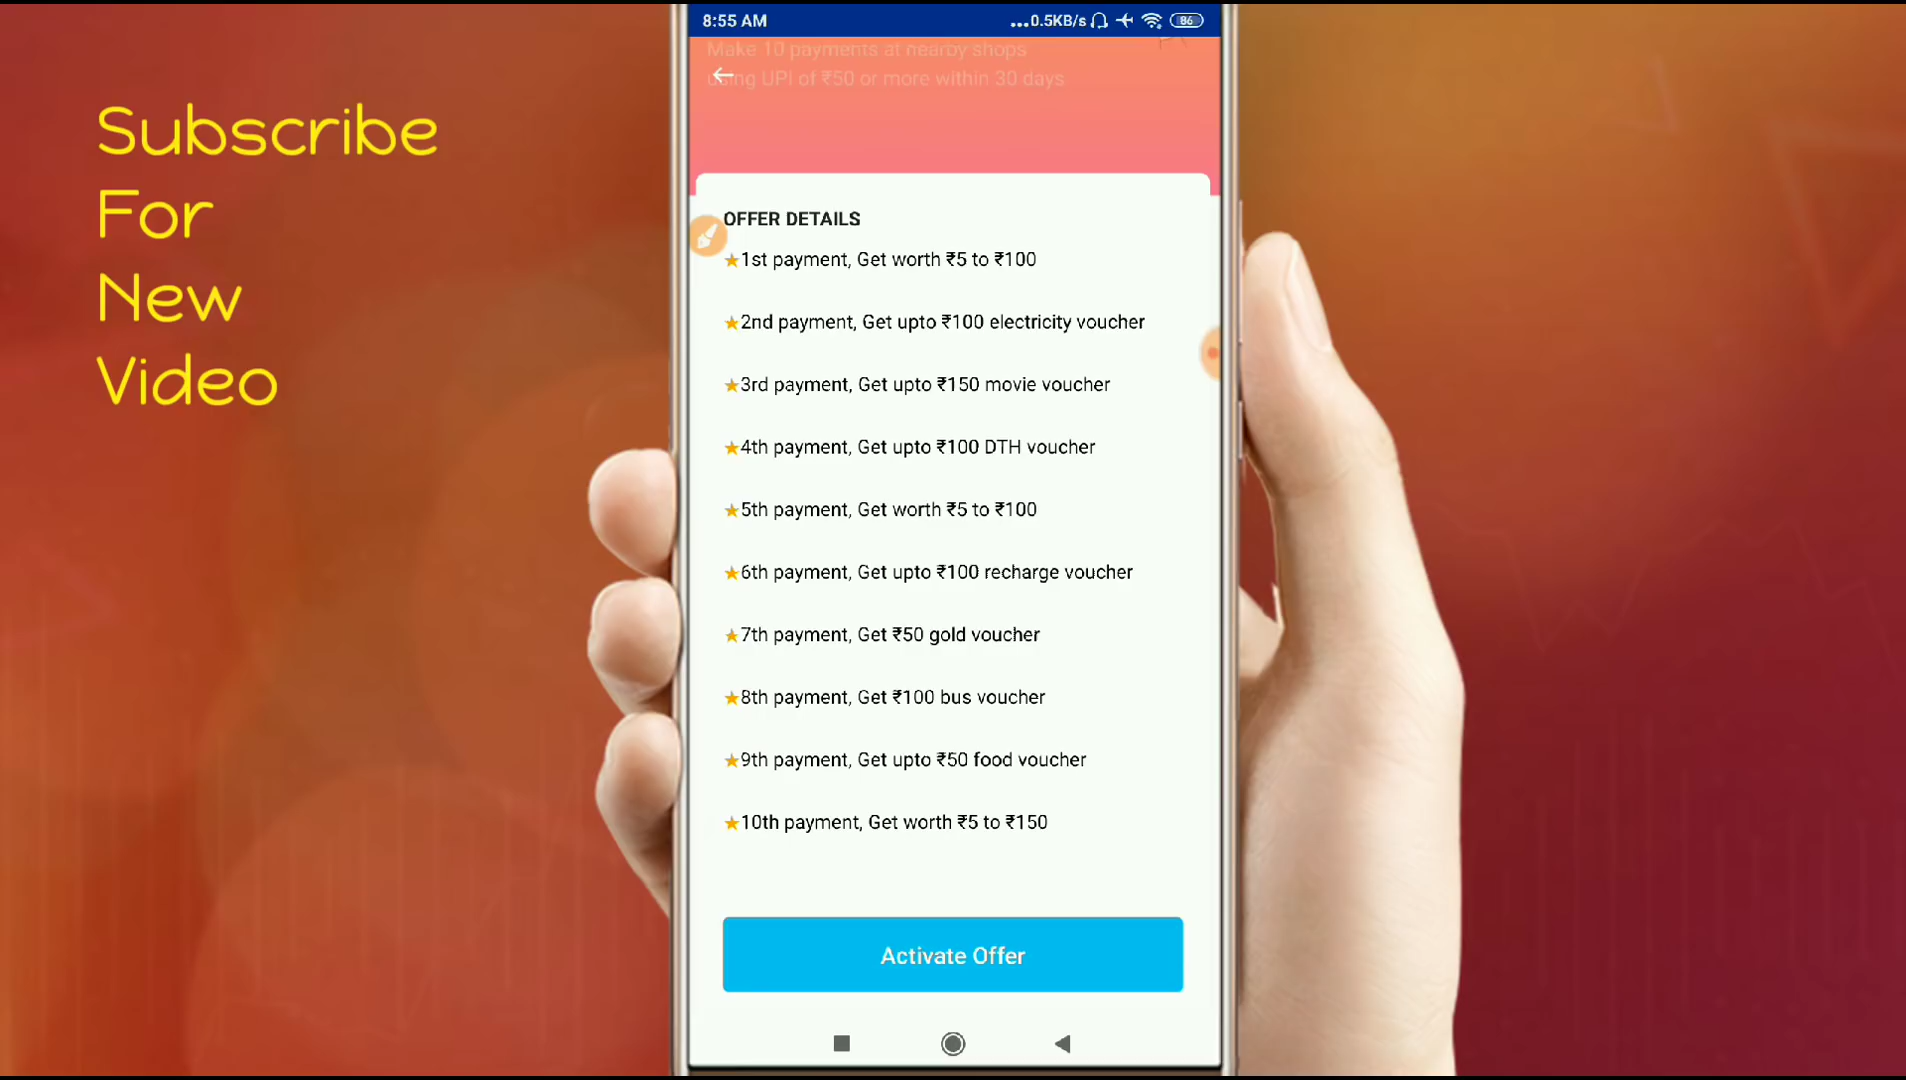 Subscribe
For
New
Video
8:55 AM
...0.5KB/s
86
Make 10 payments at nearby shops
using UPI of ₹50 or more within 30 days
OFFER DETAILS
★1st payment, Get worth ₹5 to ₹100
★2nd payment, Get upto ₹100 electricity voucher
★3rd payment, Get upto ₹150 movie voucher
★4th payment, Get upto ₹100 DTH voucher
★5th payment, Get worth ₹5 to ₹100
★6th payment, Get upto ₹100 recharge voucher
★7th payment, Get ₹50 gold voucher
★8th payment, Get ₹100 bus voucher
★9th payment, Get upto ₹50 food voucher
★10th payment, Get worth ₹5 to ₹150
Activate Offer